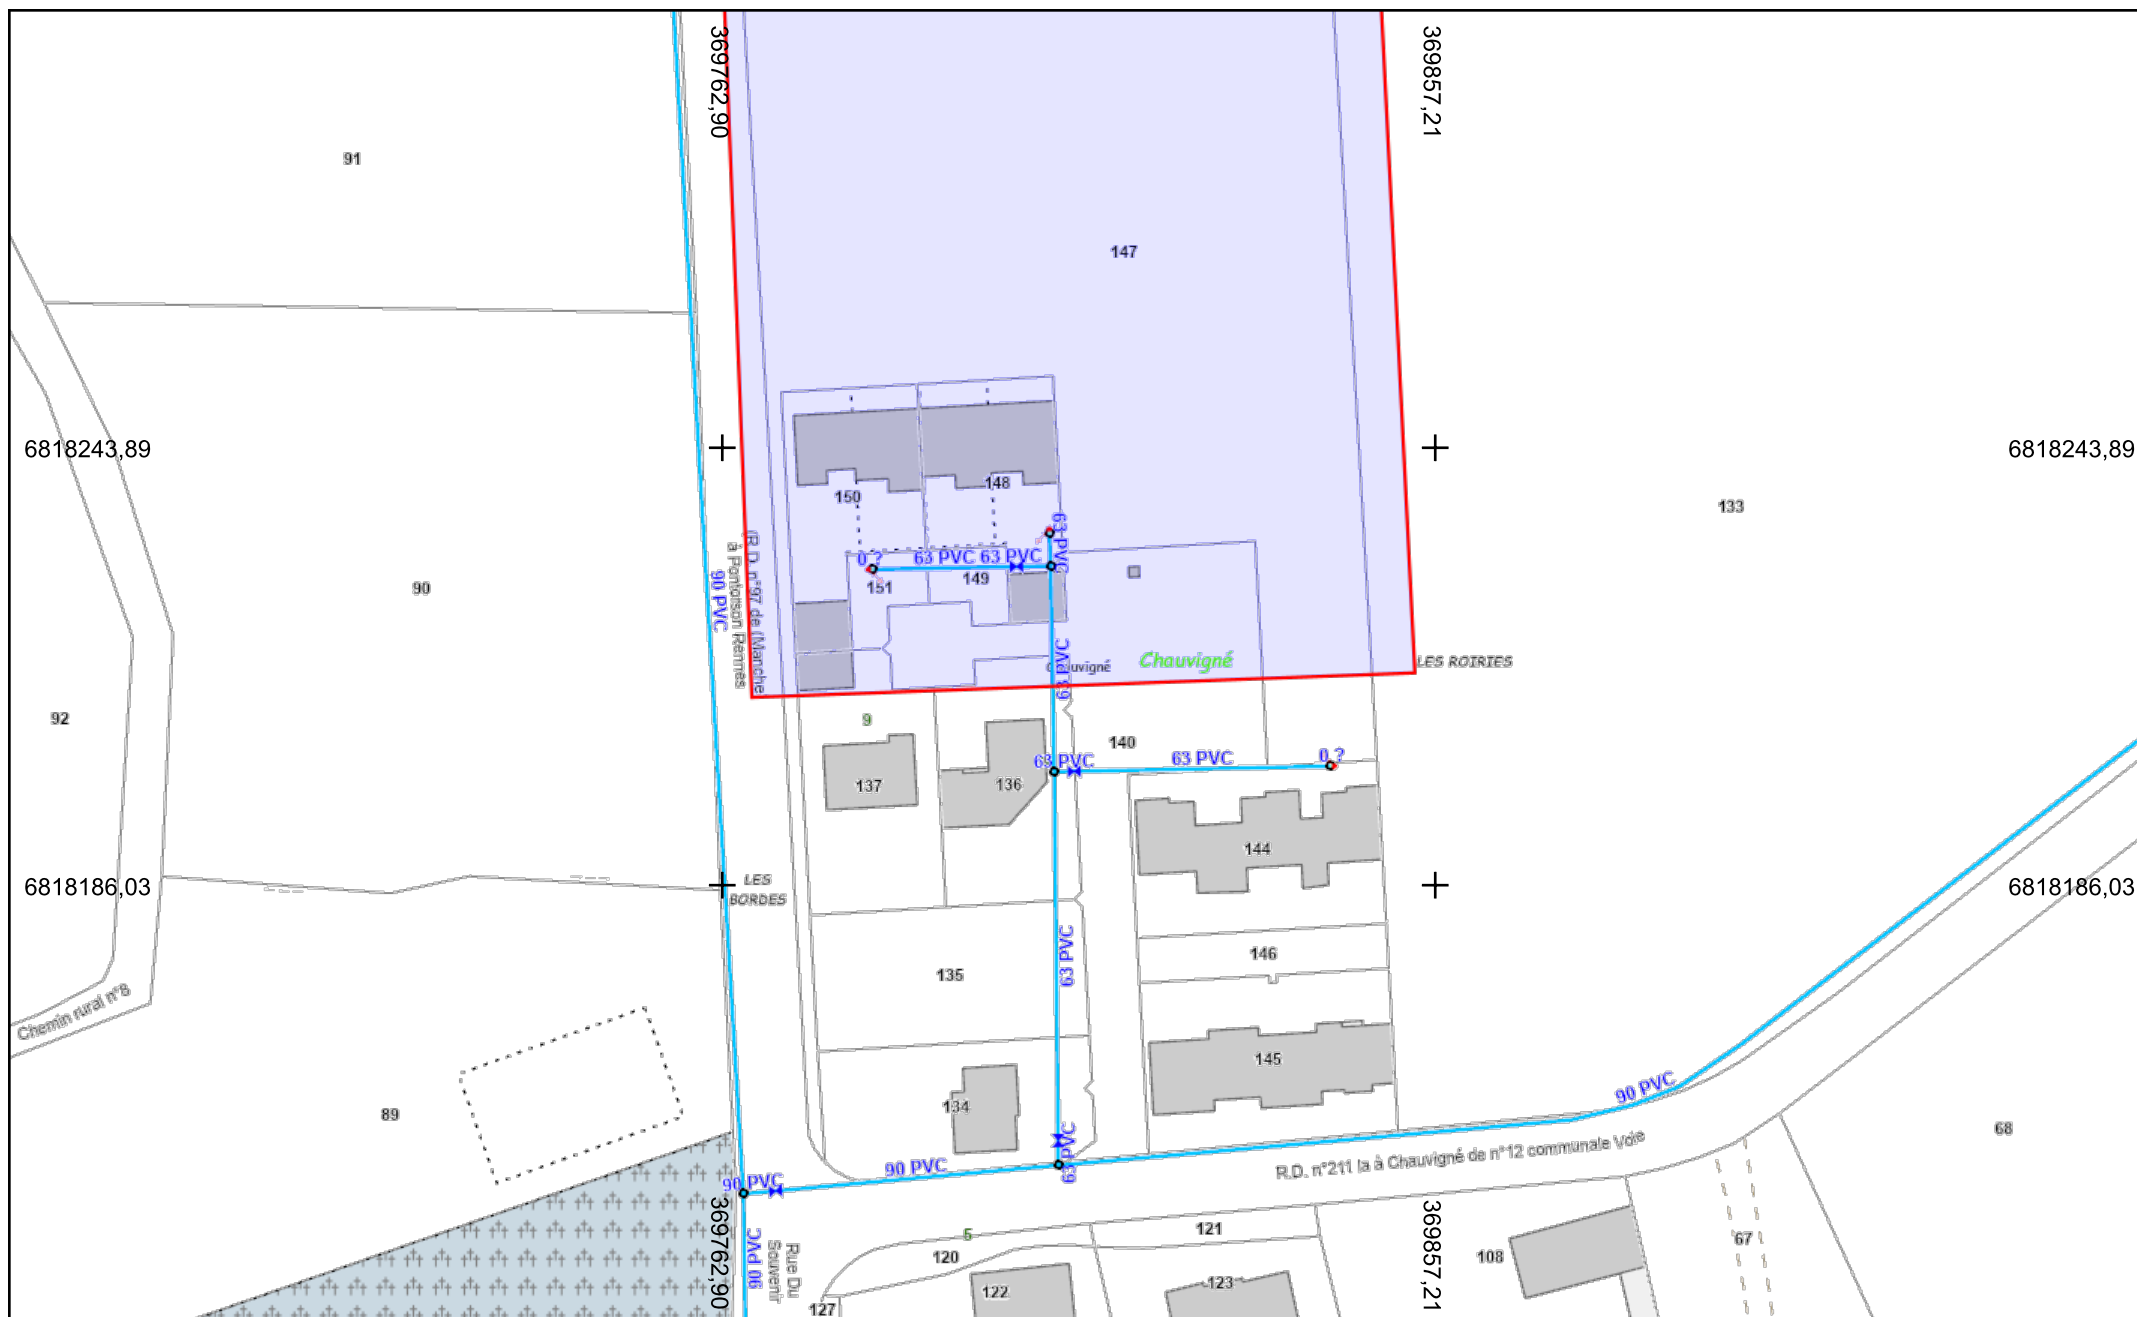 369762,90
369857,21
91
147
6818243,89
6818243,89
133
150
148
63 PVC
0 ?
63 PVC 63 PVC
149
151
90
90 PVC
R.D. n°97 de (Manche
à Pontorson Rennes
63 PVC
Chauvigné
LES ROIRIES
92
9
140
63 PVC
63 PVC
0 ?
137
136
144
6818186,03
6818186,03
LES
BORDES
146
135
63 PVC
Chemin rural n°8
145
134
89
90 PVC
63 PVC
68
90 PVC
R.D. n°211 la à Chauvigné de n°12 communale Voie
90 PVC
369762,90
369857,21
90 PVC
Rue Du
Souvenir
5
120
121
108
67
122
123
127